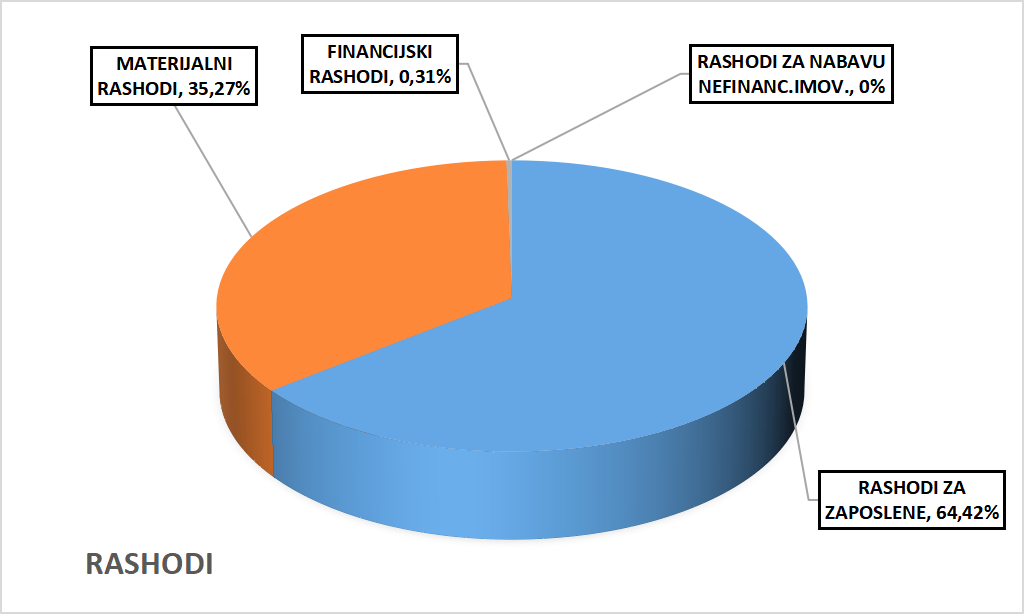 MATERIJALNI
RASHODI, 35,27%
FINANCIJSKI
RASHODI, 0,31%
RASHODI ZA NABAVU
NEFINANC.IMOV., 0%
RASHODI ZA
ZAPOSLENE, 64,42%
RASHODI